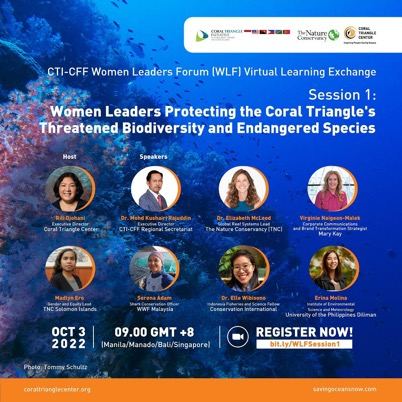 CORAL TRIANGLE
INITIATIVE
The Nature
Conservancy
CORAL
TRIANGLE
CENTER
CTI-CFF Women Leaders Forum (WLF) Virtual Learning Exchange
Session 1:
Women Leaders Protecting the Coral Triangle's
Threatened Biodiversity and Endangered Species
Host
Speakers
Rili Djohani
Executive Director
Coral Triangle Center
Dr. Mohd Kushairi Rajuddin
Executive Director
CTI-CFF Regional Secretariat
Dr. Elizabeth McLeod
Global Reef Systems Lead
The Nature Conservancy (TNC)
Virginie Naigeon-Malek
Corporate Communications
and Brand Transformation Strategist
Mary Kay
Madlyn Ero
Gender and Equity Lead
TNC Solomon Islands
Serena Adam
Shark Conservation Officer
WWF Malaysia
Dr. Elle Wibisono
Indonesia Fisheries and Science Fellow
Conservation International
Erina Molina
Institute of Environmental
Science and Meteorology
University of the Philippines Diliman
OCT 3
2022
09.00 GMT +8
(Manila/Manado/Bali/Singapore)
REGISTER NOW!
bit.ly/WLFSession1
Photo: Tommy Schultz
coraltrianglecenter.org
savingoceansnow.com